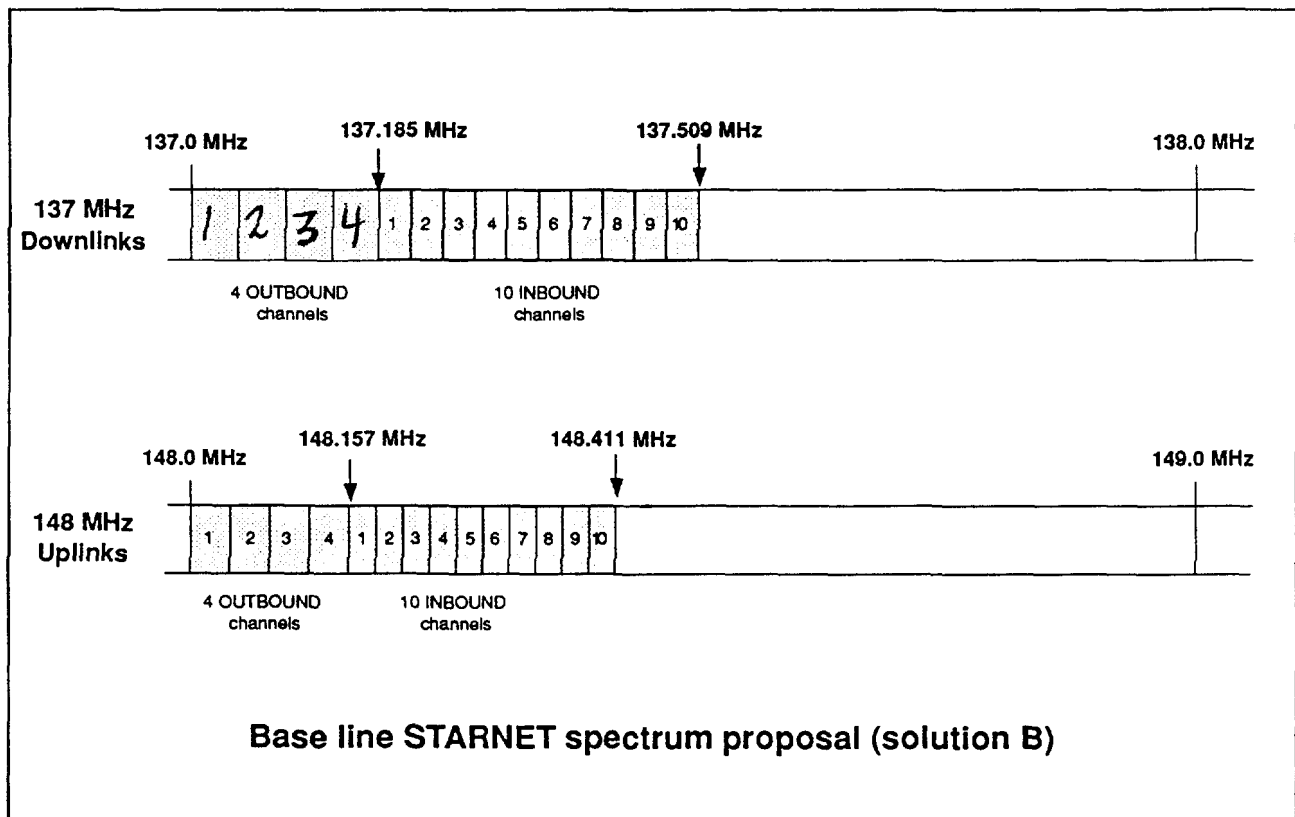 137.0 MHz 137.185 MHz 137.509 MHz 138.0 MHz
137 MHz
Downlinks
1 2 3 4 1 2 3 4 5 6 7 8 9 10
4 OUTBOUND
channels
10 INBOUND
channels
148.0 MHz 148.157 MHz 148.411 MHz 149.0 MHz
148 MHz
Uplinks
1 2 3 4 1 2 3 4 5 6 7 8 9 10
4 OUTBOUND
channels
10 INBOUND
channels
Base line STARNET spectrum proposal (solution B)